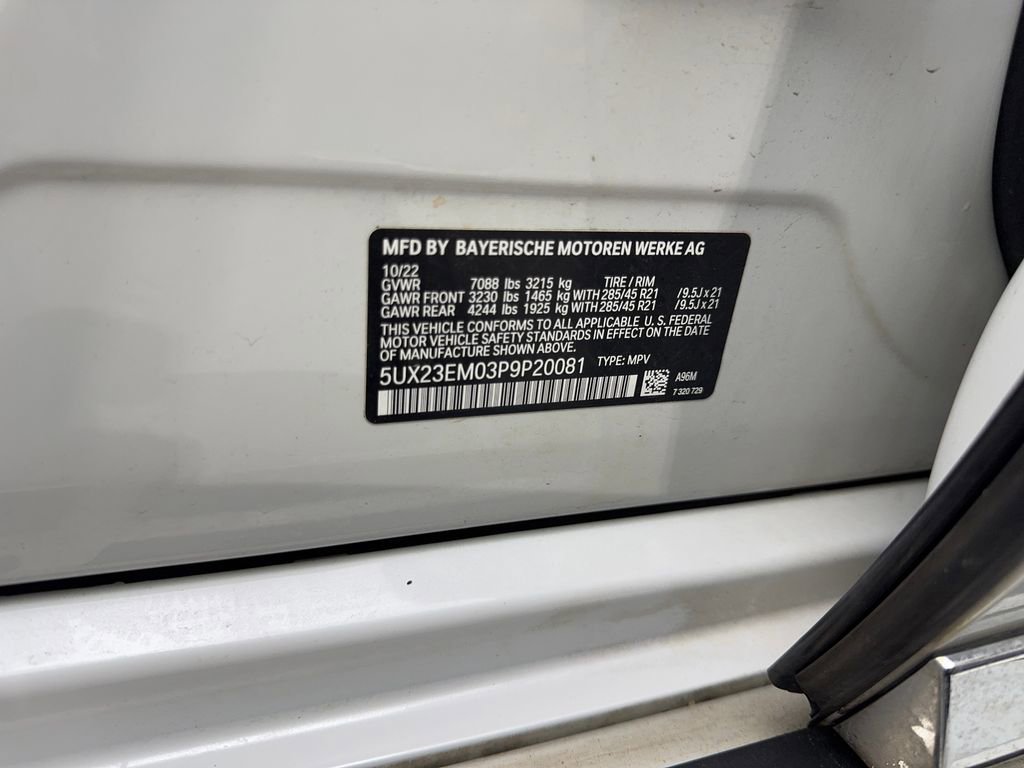 MFD BY BAYERISCHE MOTOREN WERKE AG
10/22
GVWR 7088 lbs 3215 kg TIRE / RIM
GAWR FRONT 3230 lbs 1465 kg WITH 285/45 R21 /9.5J x 21
GAWR REAR 4244 lbs 1925 kg WITH 285/45 R21 /9.5J x 21
THIS VEHICLE CONFORMS TO ALL APPLICABLE U. S. FEDERAL
MOTOR VEHICLE SAFETY STANDARDS IN EFFECT ON THE DATE
OF MANUFACTURE SHOWN ABOVE.
5UX23EM03P9P20081 TYPE: MPV
A96M
7 320 729